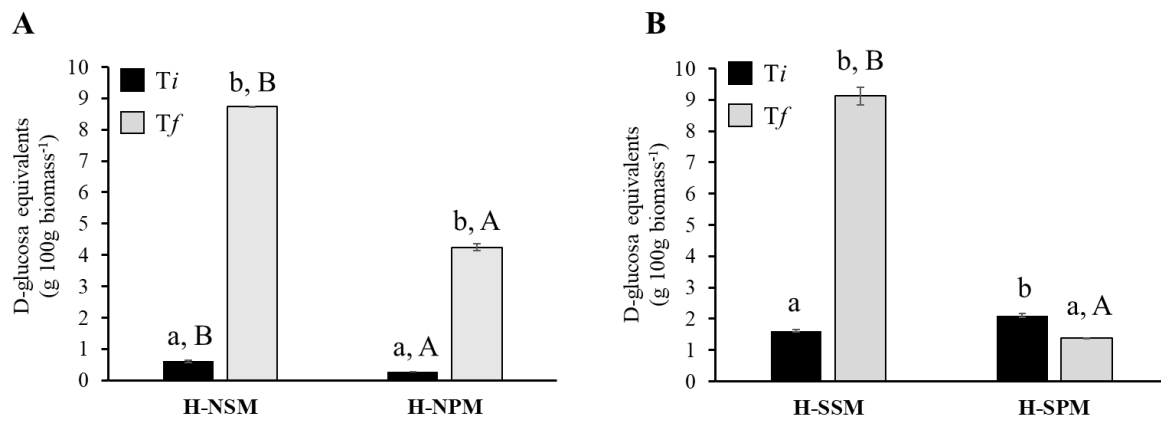 A
D-glucosa equivalents
(g 100g biomass⁻¹)
10
9
8
7
6
5
4
3
2
1
0
Ti
Tf
a, B
b, B
a, A
b, A
H-NSM
H-NPM
B
D-glucosa equivalents
(g 100g biomass⁻¹)
10
9
8
7
6
5
4
3
2
1
0
Ti
Tf
a
b, B
b
a, A
H-SSM
H-SPM